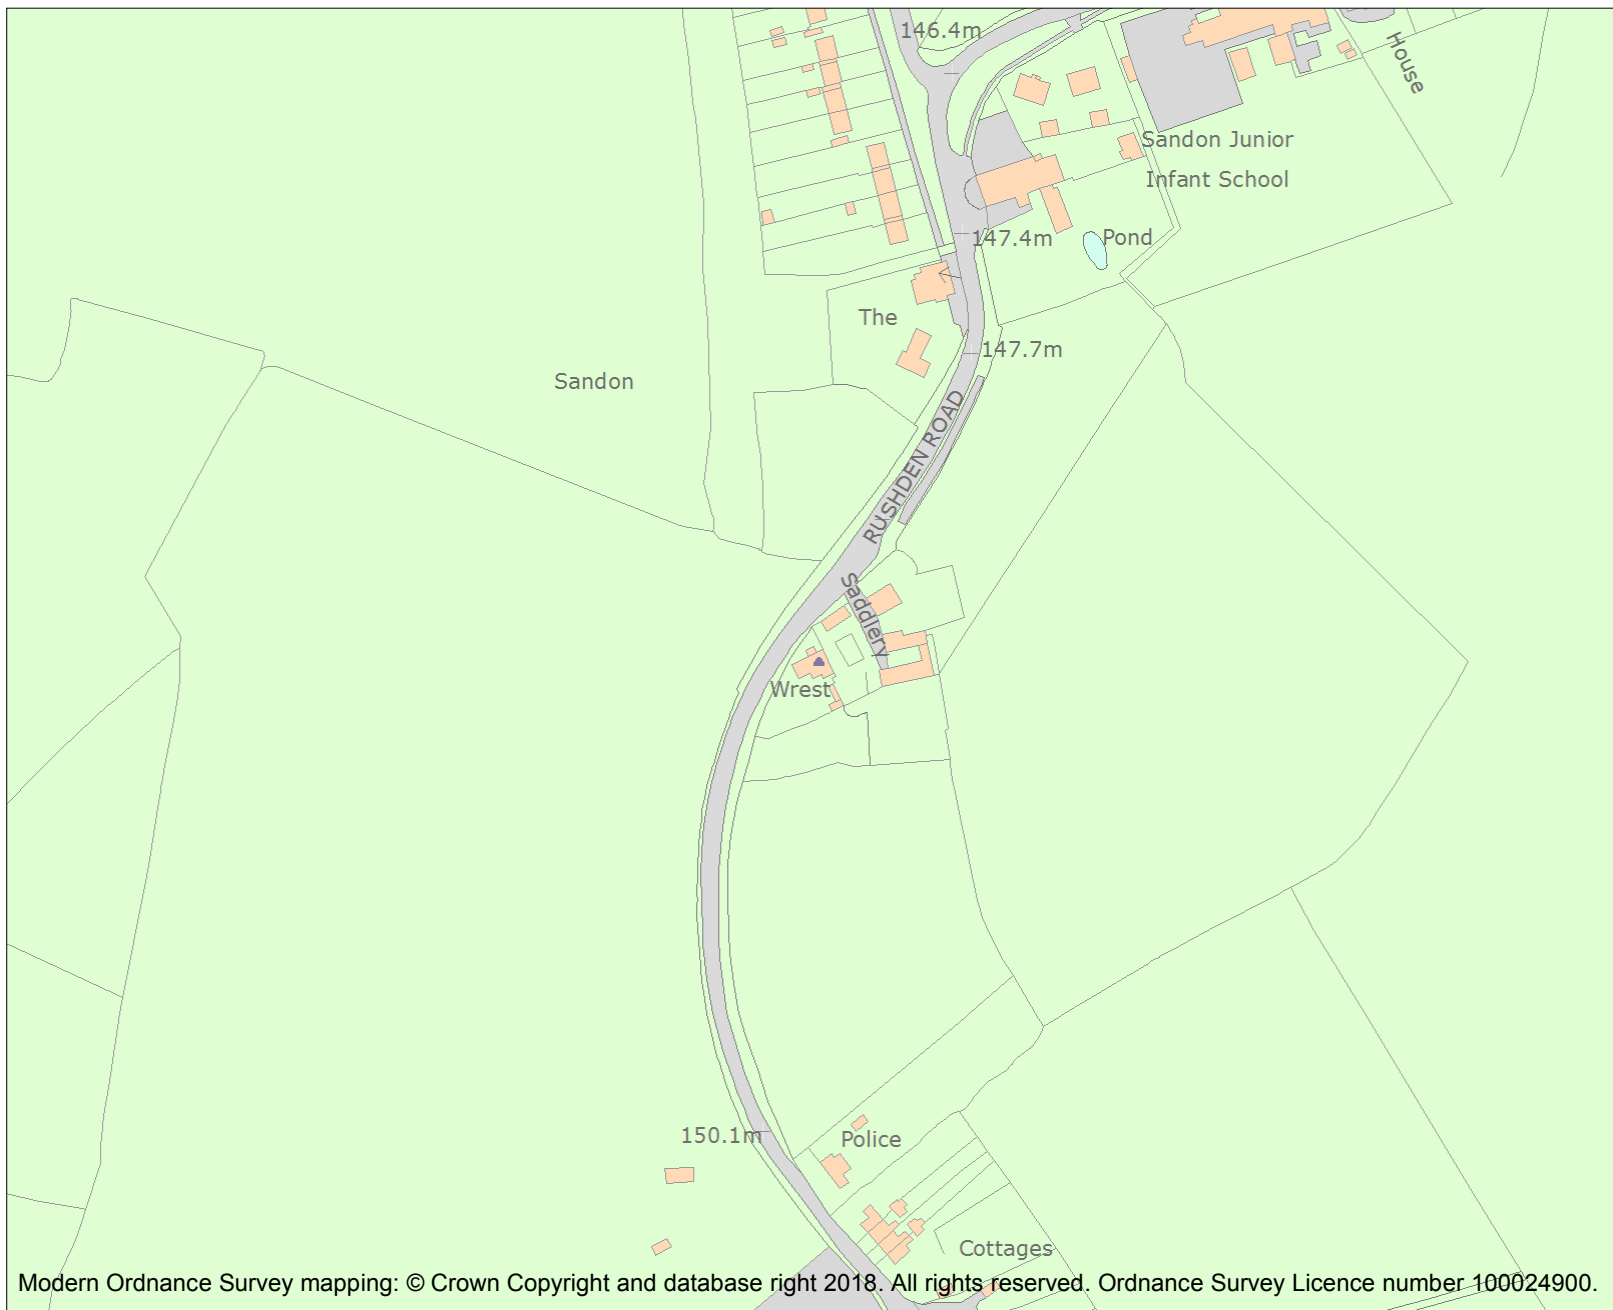 146.4m
House
Sandon Junior
Infant School
147.4m
Pond
The
147.7m
Sandon
RUSHDEN ROAD
Saddlery
Wrest
150.1m
Police
Cottages
Modern Ordnance Survey mapping: © Crown Copyright and database right 2018. All rights reserved. Ordnance Survey Licence number 100024900.